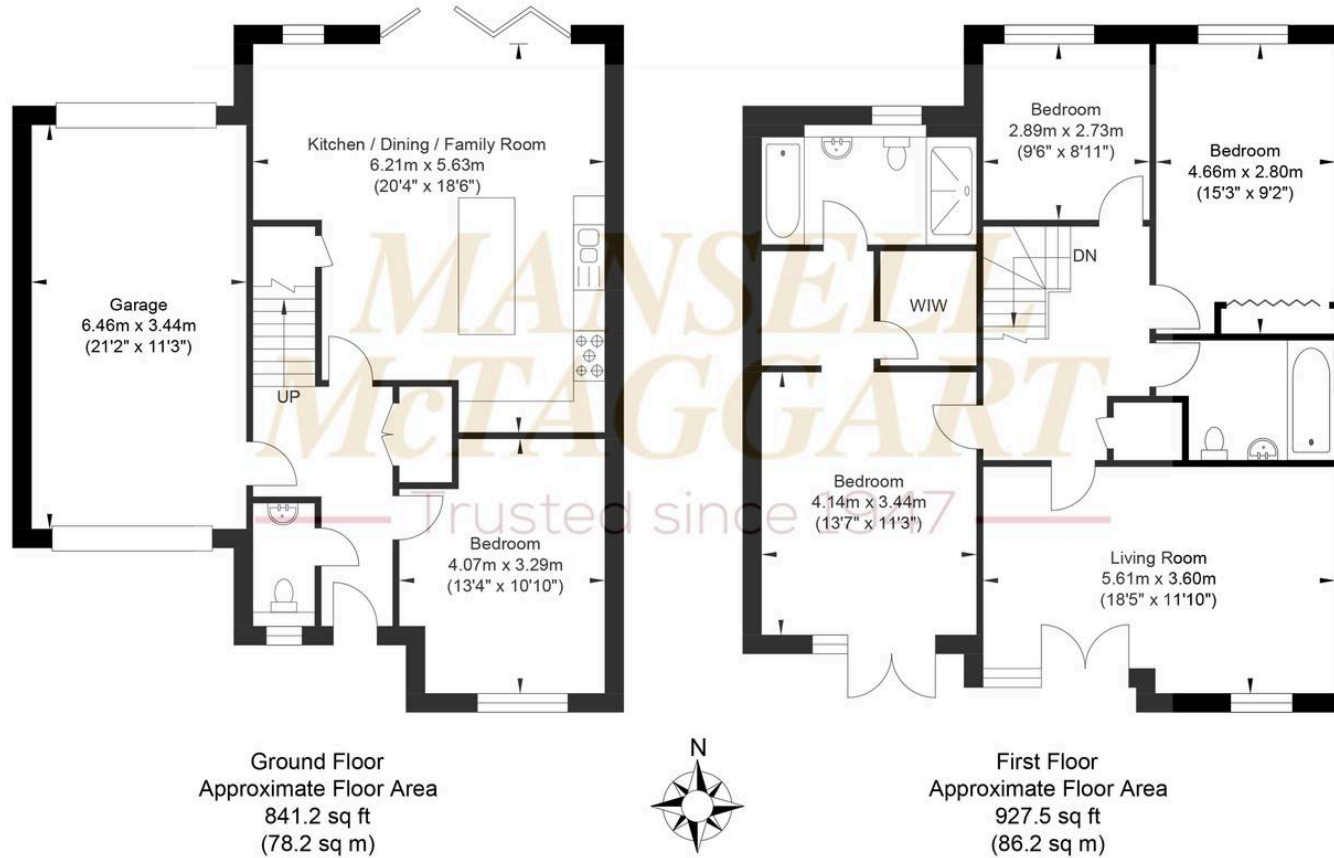 Kitchen / Dining / Family Room
6.21m x 5.63m
(20'4" x 18'6")
Garage
6.46m x 3.44m
(21'2" x 11'3")
UP
Bedroom
4.07m x 3.29m
(13'4" x 10'10")
Bedroom
2.89m x 2.73m
(9'6" x 8'11")
Bedroom
4.66m x 2.80m
(15'3" x 9'2")
DN
WIW
Bedroom
4.14m x 3.44m
(13'7" x 11'3")
Living Room
5.61m x 3.60m
(18'5" x 11'10")
MANSELL
McTAGGART
Trusted since 1947
Ground Floor
Approximate Floor Area
841.2 sq ft
(78.2 sq m)
N
First Floor
Approximate Floor Area
927.5 sq ft
(86.2 sq m)